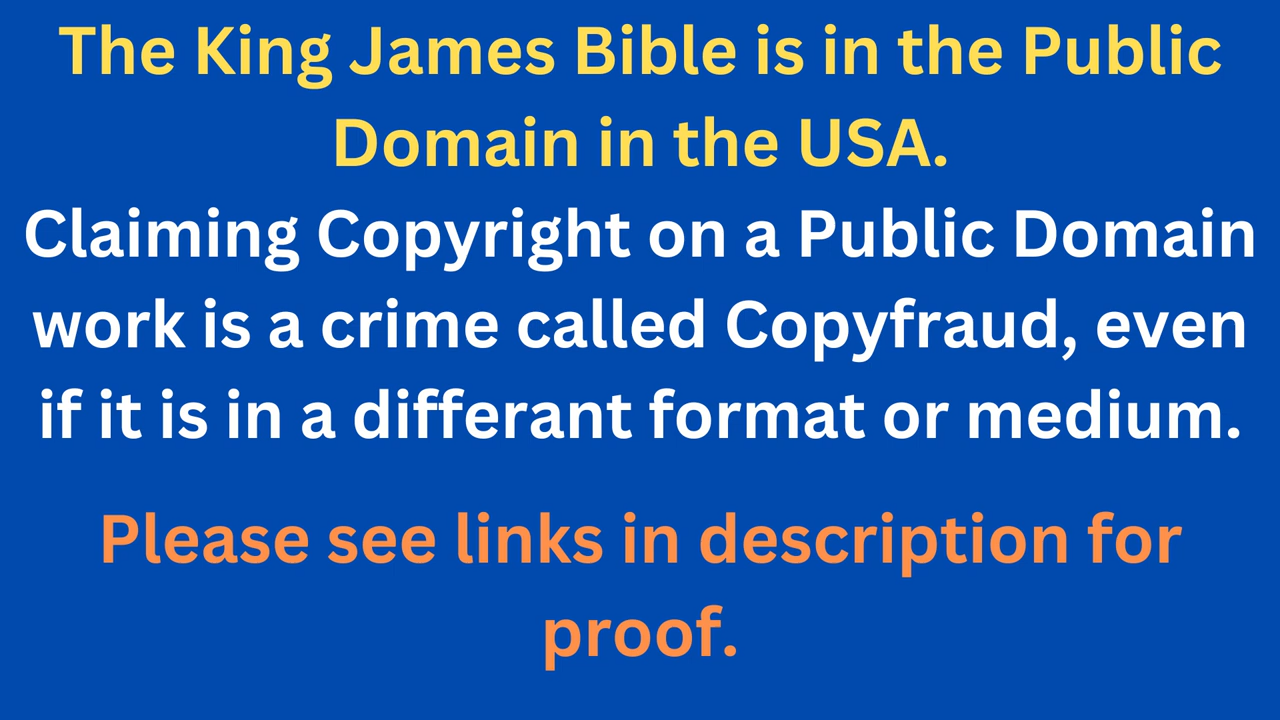 The King James Bible is in the Public
Domain in the USA.
Claiming Copyright on a Public Domain
work is a crime called Copyfraud, even
if it is in a differant format or medium.
Please see links in description for
proof.